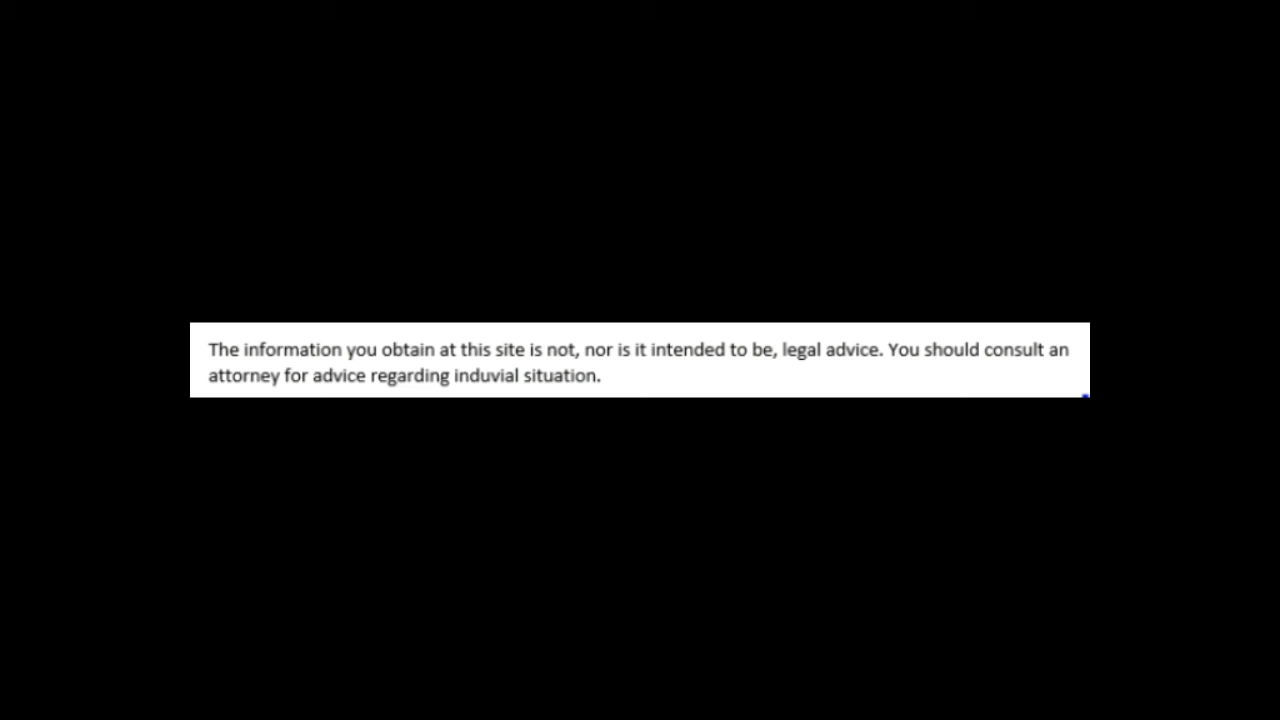 The information you obtain at this site is not, nor is it intended to be, legal advice. You should consult an
attorney for advice regarding induvial situation.